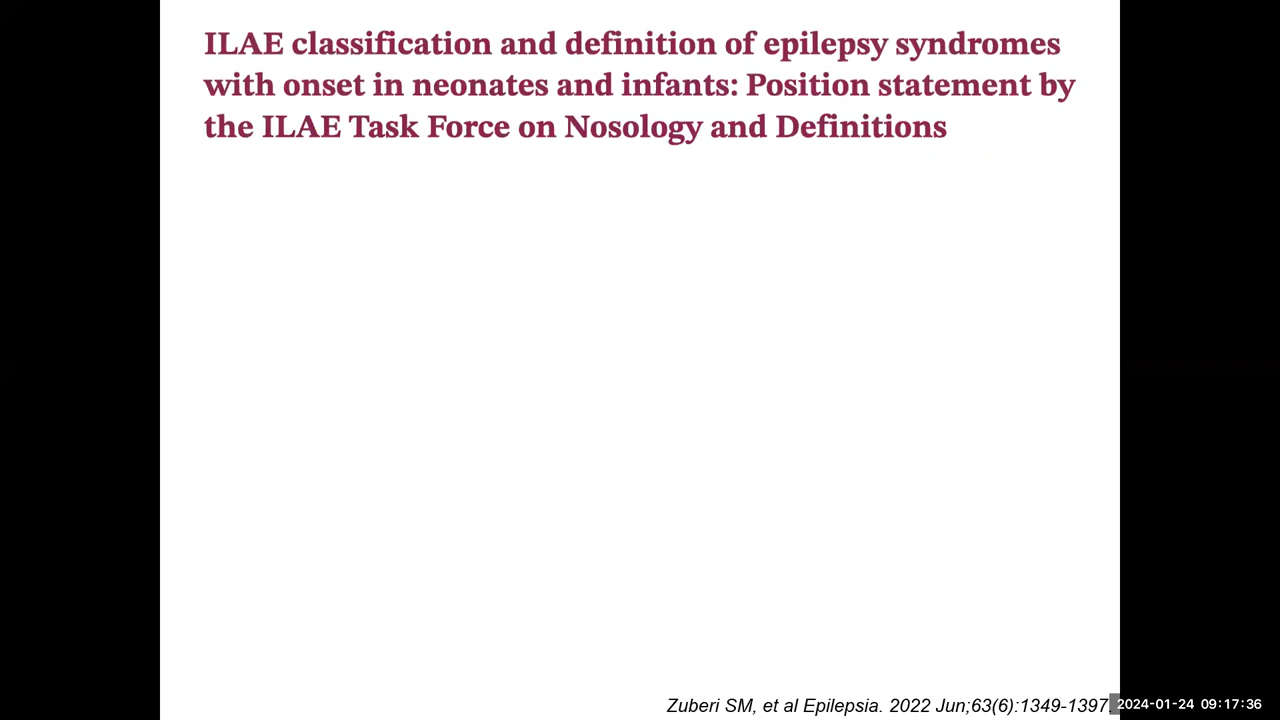 ILAE classification and definition of epilepsy syndromes
with onset in neonates and infants: Position statement by
the ILAE Task Force on Nosology and Definitions
Zuberi SM, et al Epilepsia. 2022 Jun;63(6):1349-1397.
2024-01-24 09:17:36